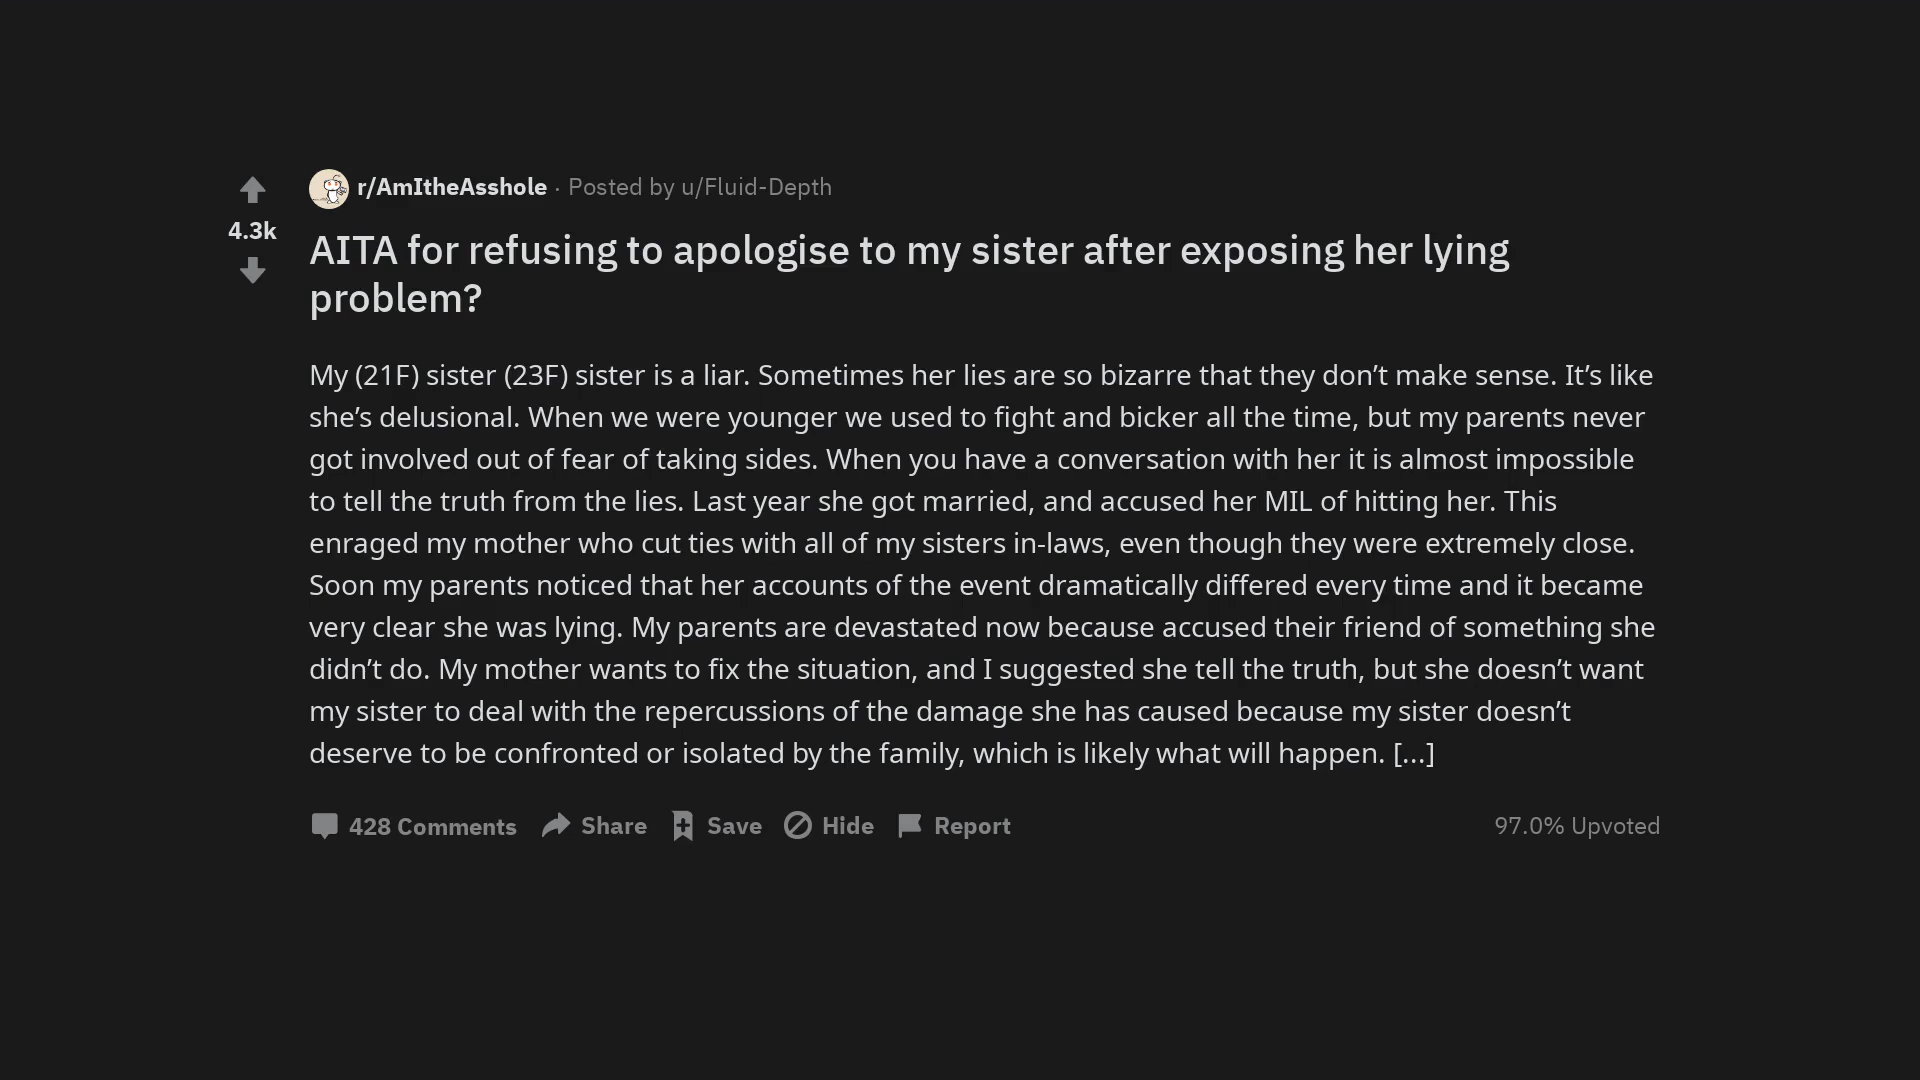 r/AmItheAsshole · Posted by u/Fluid-Depth
4.3k
AITA for refusing to apologise to my sister after exposing her lying
problem?
My (21F) sister (23F) sister is a liar. Sometimes her lies are so bizarre that they don’t make sense. It’s like
she’s delusional. When we were younger we used to fight and bicker all the time, but my parents never
got involved out of fear of taking sides. When you have a conversation with her it is almost impossible
to tell the truth from the lies. Last year she got married, and accused her MIL of hitting her. This
enraged my mother who cut ties with all of my sisters in-laws, even though they were extremely close.
Soon my parents noticed that her accounts of the event dramatically differed every time and it became
very clear she was lying. My parents are devastated now because accused their friend of something she
didn’t do. My mother wants to fix the situation, and I suggested she tell the truth, but she doesn’t want
my sister to deal with the repercussions of the damage she has caused because my sister doesn’t
deserve to be confronted or isolated by the family, which is likely what will happen. [...]
428 Comments Share Save Hide Report 97.0% Upvoted